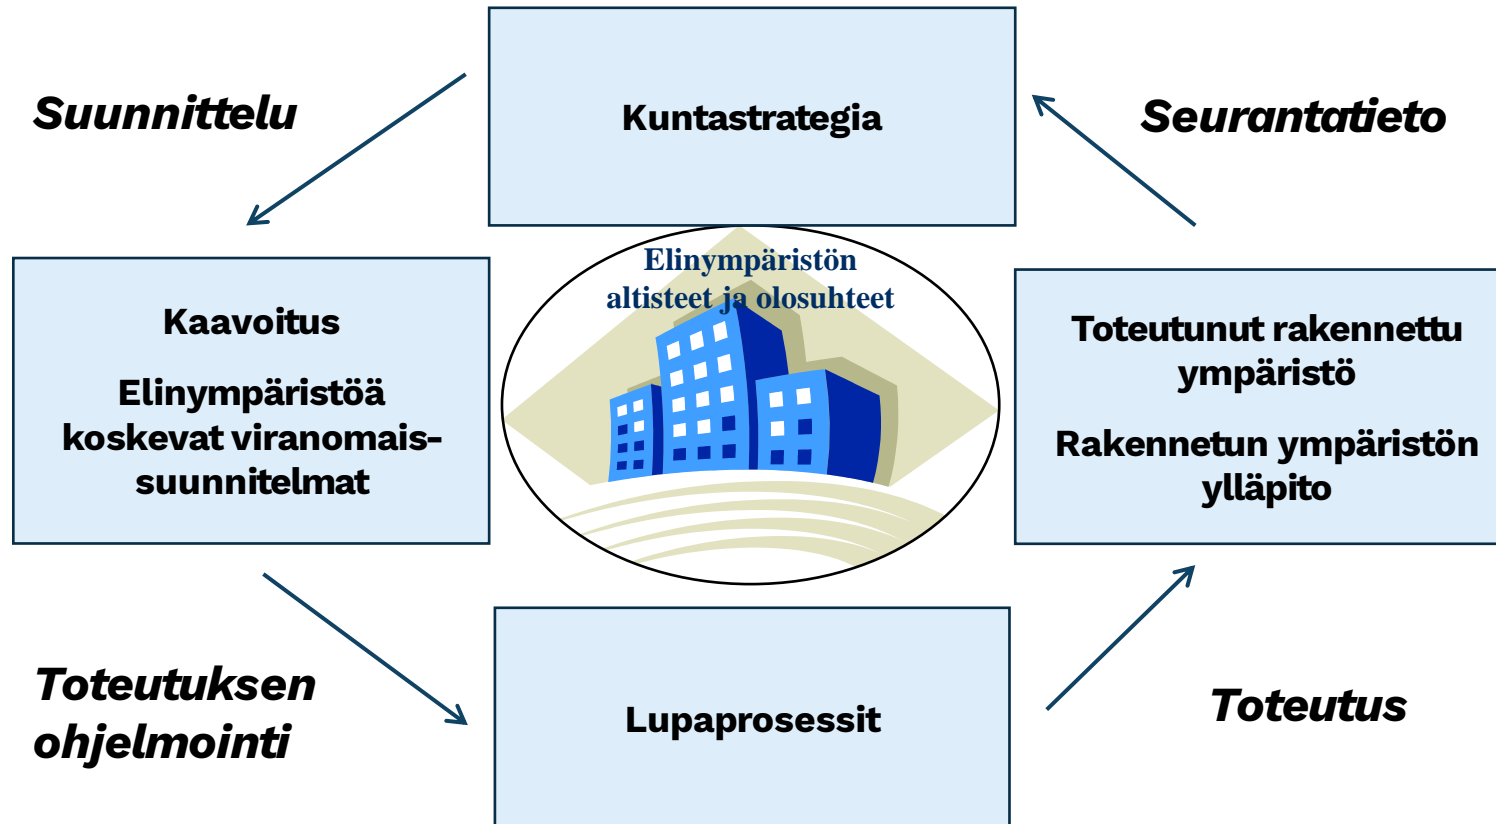 Kuntastrategia
Suunnittelu
Seurantatieto
Elinympäristön
altisteet ja olosuhteet
Kaavoitus
Elinympäristöä
koskevat viranomais-
suunnitelmat
Toteutunut rakennettu
ympäristö
Rakennetun ympäristön
ylläpito
Toteutuksen
ohjelmointi
Lupaprosessit
Toteutus